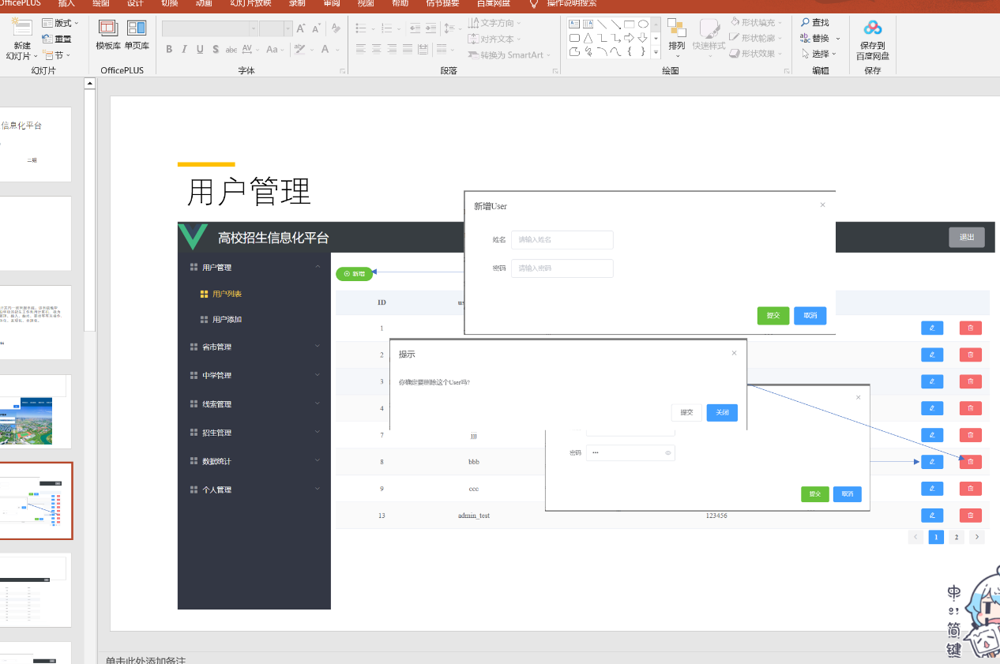 OfficePLUS 插入 绘图 设计 切换 动画 幻灯片放映 录制 审阅 视图 帮助 情节提要 百度网盘 操作说明搜索
新建
幻灯片
版式
重置
节
幻灯片
模板库 单页库
OfficePLUS
B I U S abc AV Aa A
字体
文字方向
对齐文本
转换为 SmartArt
段落
排列
快速样式
形状填充
形状轮廓
形状效果
绘图
查找
替换
选择
编辑
保存到
百度网盘
保存
信息化平台
二组
用户管理
高校招生信息化平台
退出
用户管理
用户列表
用户添加
省市管理
中学管理
线索管理
招生管理
数据统计
个人管理
新增
新增User
姓名 请输入姓名
密码 请输入密码
提交 取消
提示
你确定要删除这个User吗?
提交 关闭
密码
提交 取消
ID us
1
2
3
4
7 jjj
8 bbb
9 ccc
13 admin_test 123456
1 2
中
简
键
单击此处添加备注